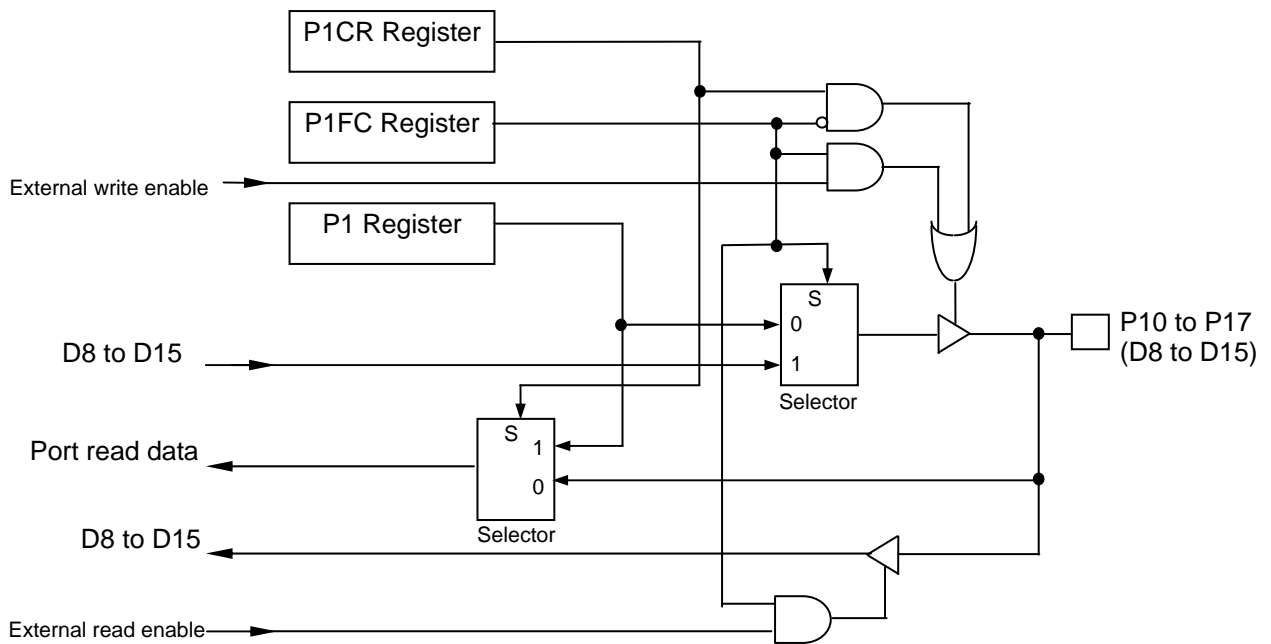 P1CR Register
P1FC Register
External write enable
P1 Register
S
0
1
Selector
P10 to P17
(D8 to D15)
D8 to D15
S
1
0
Selector
Port read data
D8 to D15
External read enable